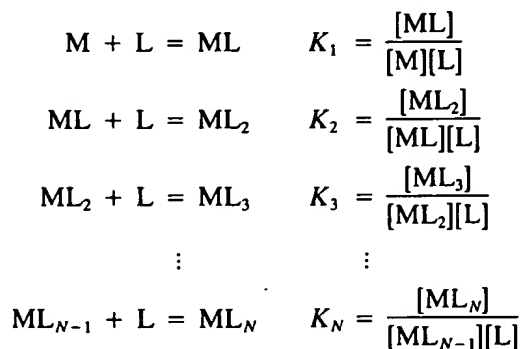 M + L = ML    K₁ = [ML] / [M][L]
ML + L = ML₂    K₂ = [ML₂] / [ML][L]
ML₂ + L = ML₃    K₃ = [ML₃] / [ML₂][L]
⋮    ⋮
ML_{N−1} + L = ML_N    K_N = [ML_N] / [ML_{N−1}][L]